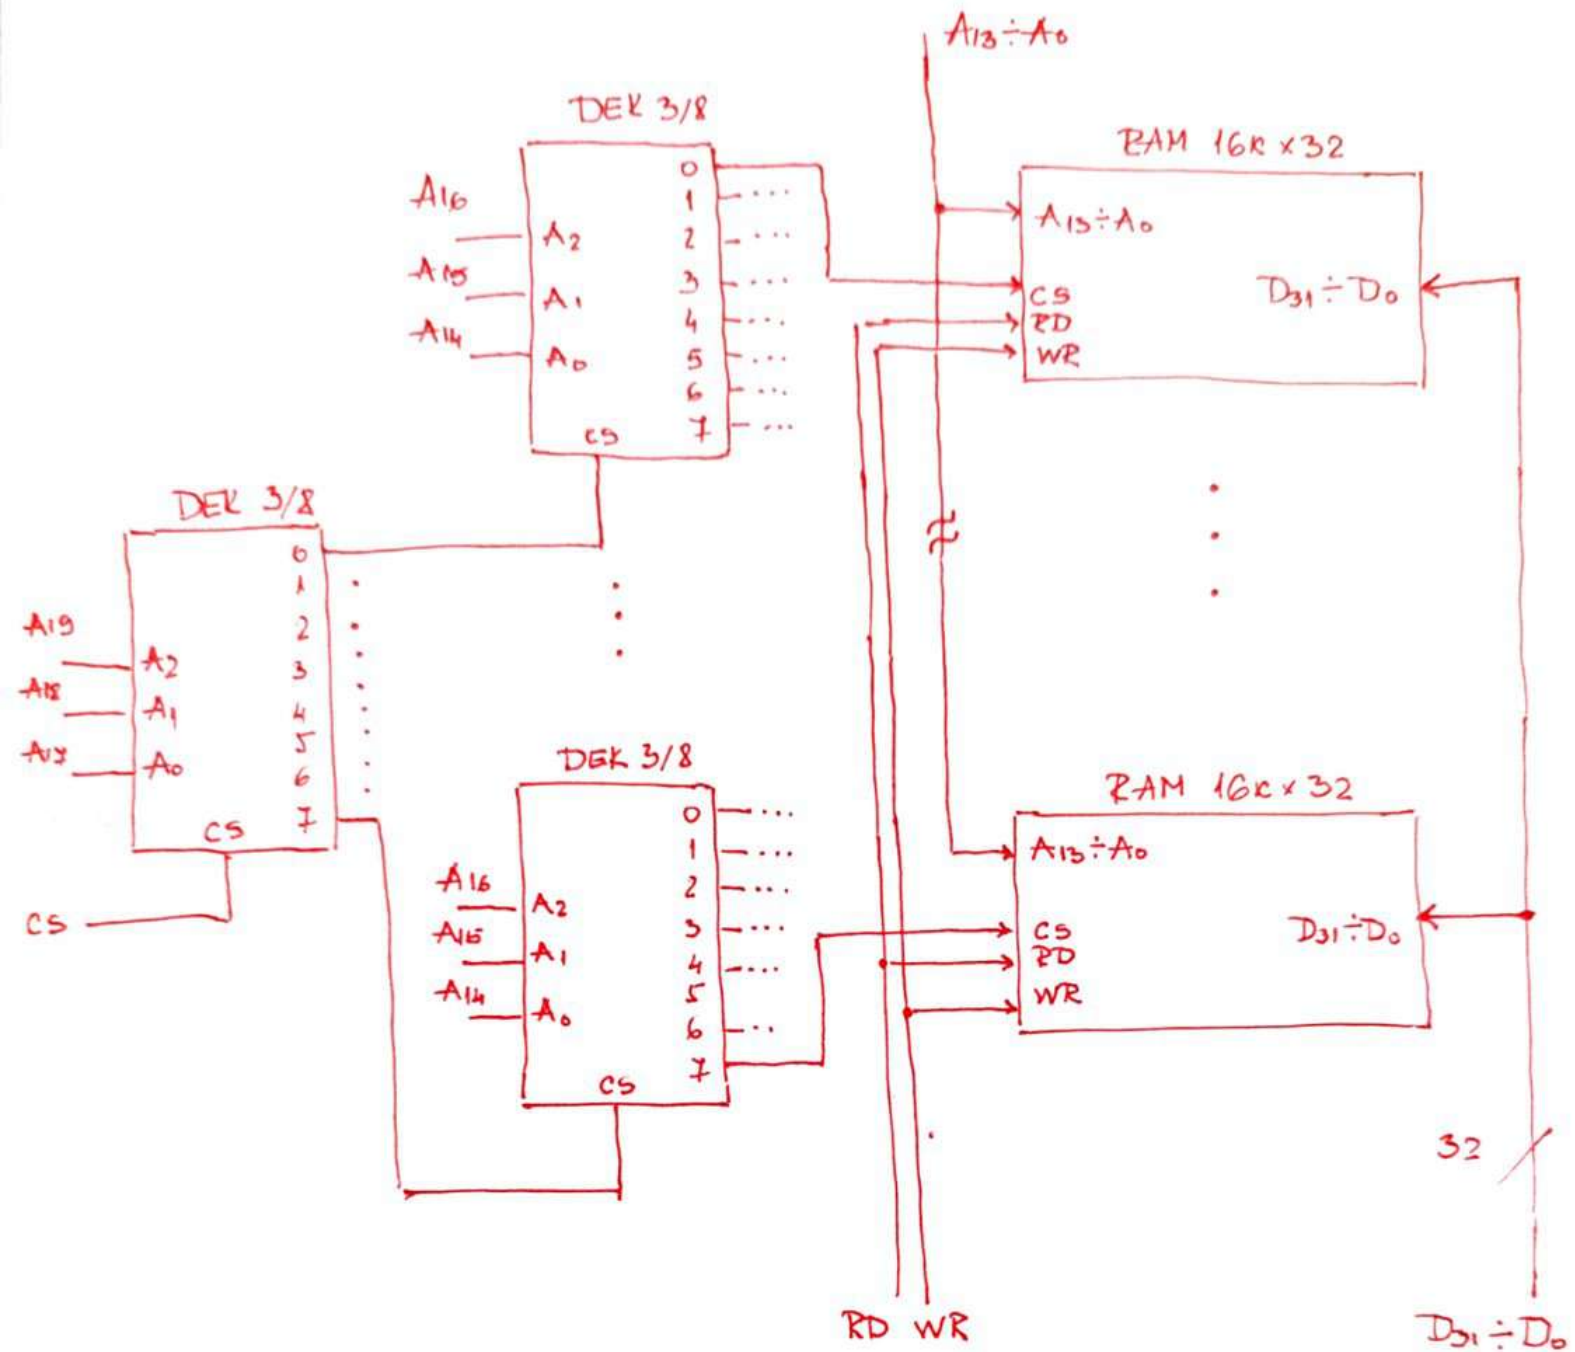 A13÷A0
DEK 3/8
A16
A15
A14
A2
A1
A0
CS
0
1 ....
2 ....
3 ....
4 ....
5 ....
6 ...
7 ...
RAM 16K x 32
A13÷A0
CS
RD
WR
D31÷D0
DEK 3/8
A19
A18
A17
A2
A1
A0
CS
0
1
2
3
4
5
6
7
CS
DEK 3/8
A16
A15
A14
A2
A1
A0
CS
0 ....
1 ....
2 ....
3 ....
4 ....
5
6 ..
7
RAM 16K x 32
A13÷A0
CS
RD
WR
D31÷D0
32
RD WR
D31÷D0